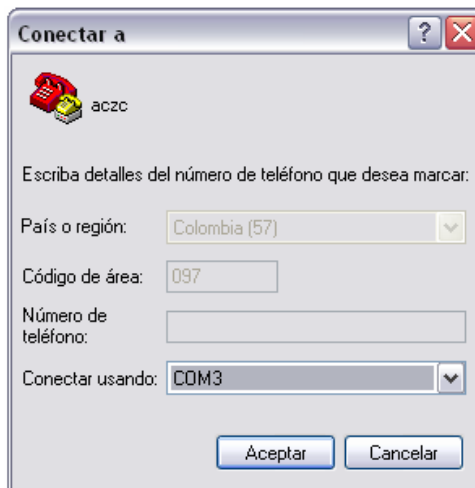 Conectar a
aczc
Escriba detalles del número de teléfono que desea marcar:
País o región: Colombia (57)
Código de área: 097
Número de
teléfono:
Conectar usando: COM3
Aceptar Cancelar